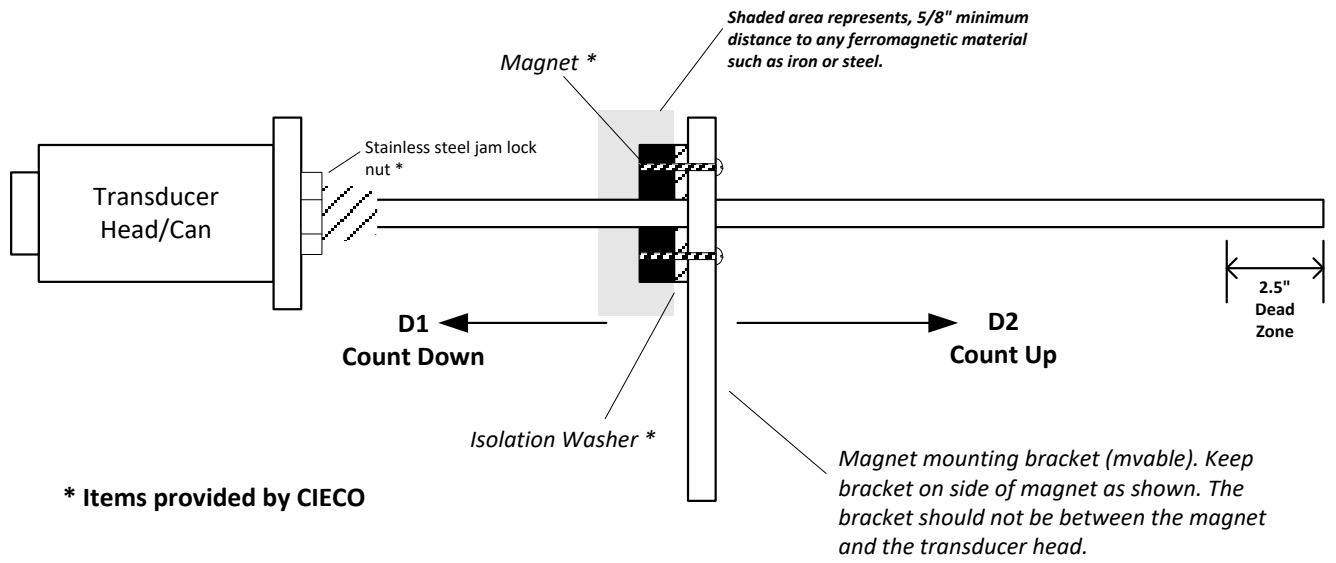 Shaded area represents, 5/8" minimum
distance to any ferromagnetic material
such as iron or steel.
Magnet *
Stainless steel jam lock
nut *
Transducer
Head/Can
2.5"
Dead
Zone
D1
Count Down
D2
Count Up
Isolation Washer *
Magnet mounting bracket (mvable). Keep
bracket on side of magnet as shown. The
bracket should not be between the magnet
and the transducer head.
* Items provided by CIECO